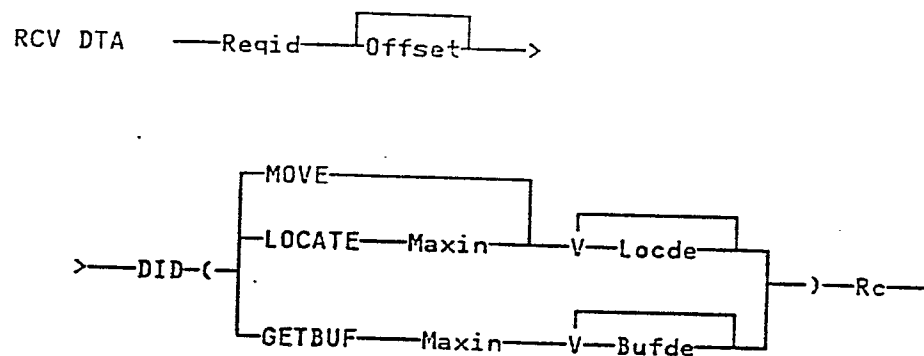 RCV DTA Reqid Offset >
MOVE
LOCATE Maxin V Locde
> DID ( ) Rc
GETBUF Maxin V Bufde